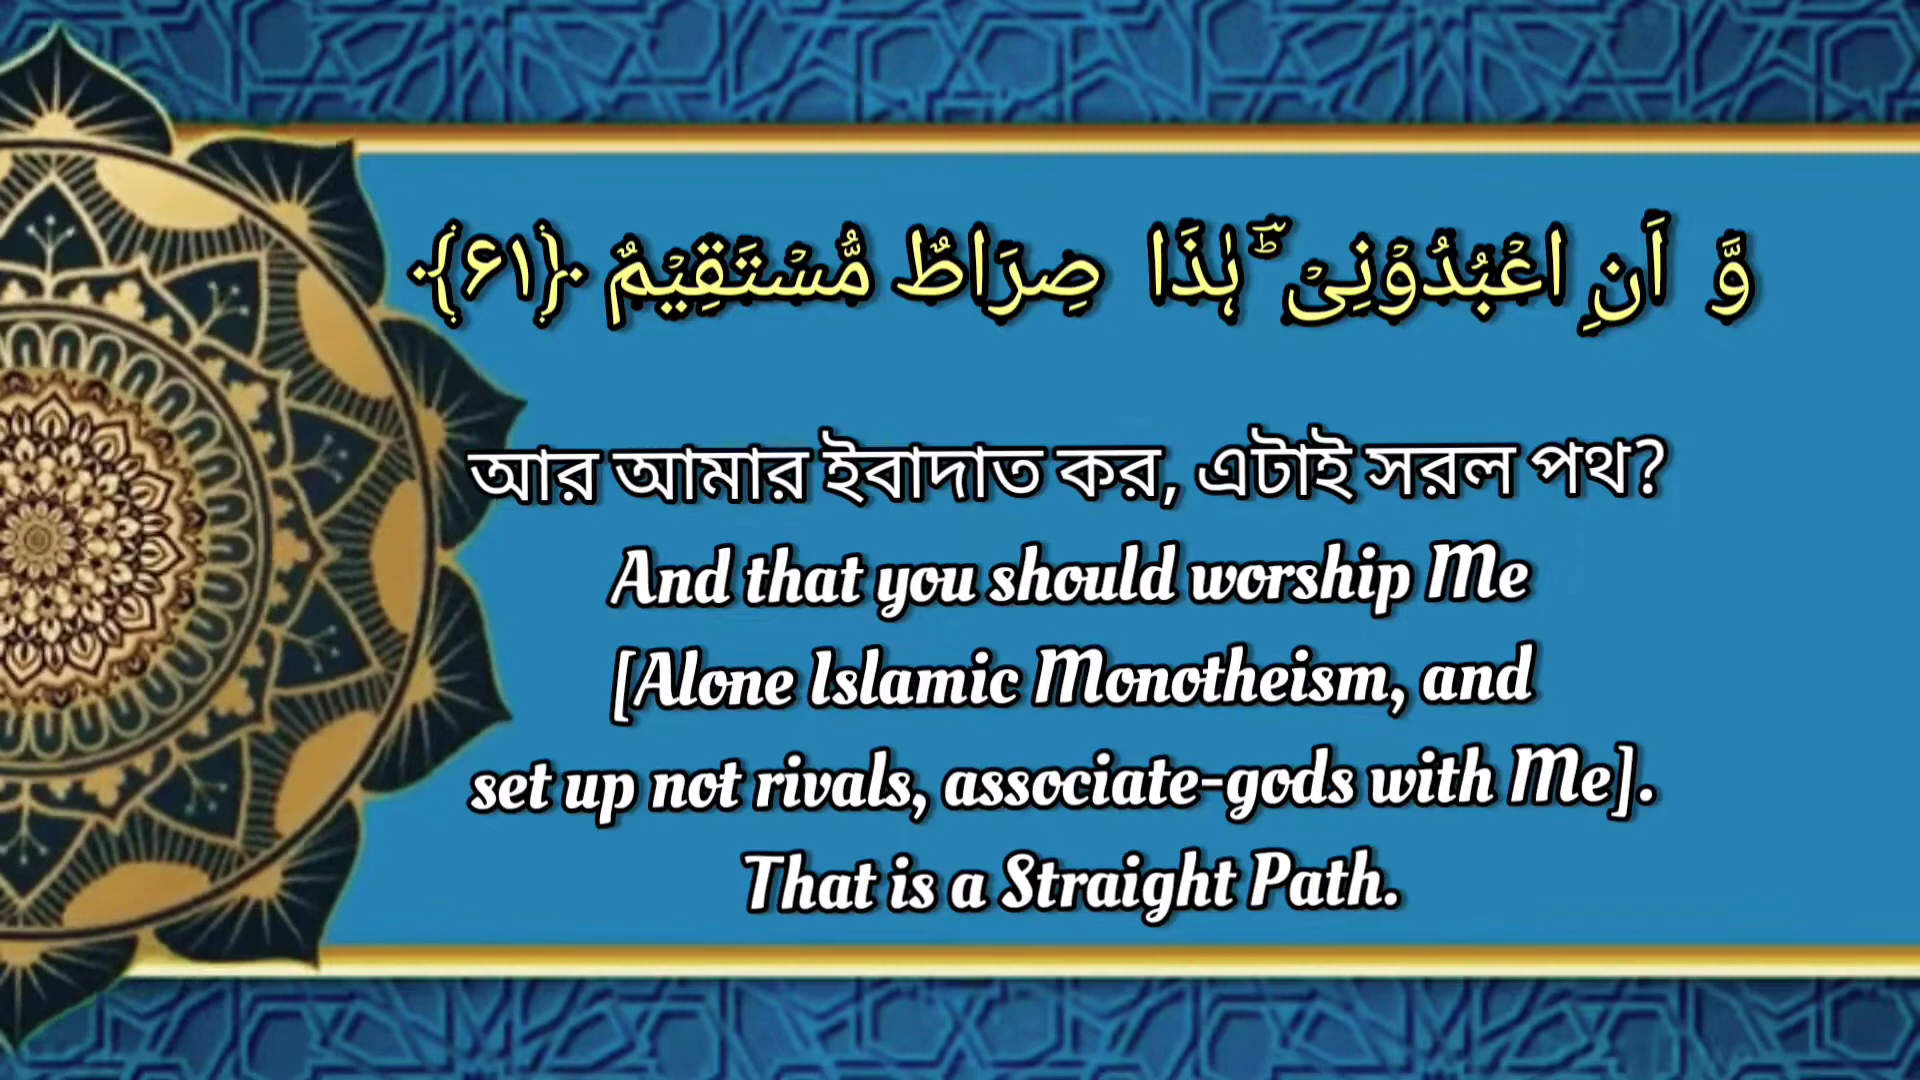 وَّ اَنِ اعْبُدُوْنِیْ ؕؔ هٰذَا صِرَاطٌ مُّسْتَقِیْمٌ ﴿۶۱﴾
আর আমার ইবাদাত কর, এটাই সরল পথ?
And that you should worship Me
[Alone Islamic Monotheism, and
set up not rivals, associate-gods with Me].
That is a Straight Path.